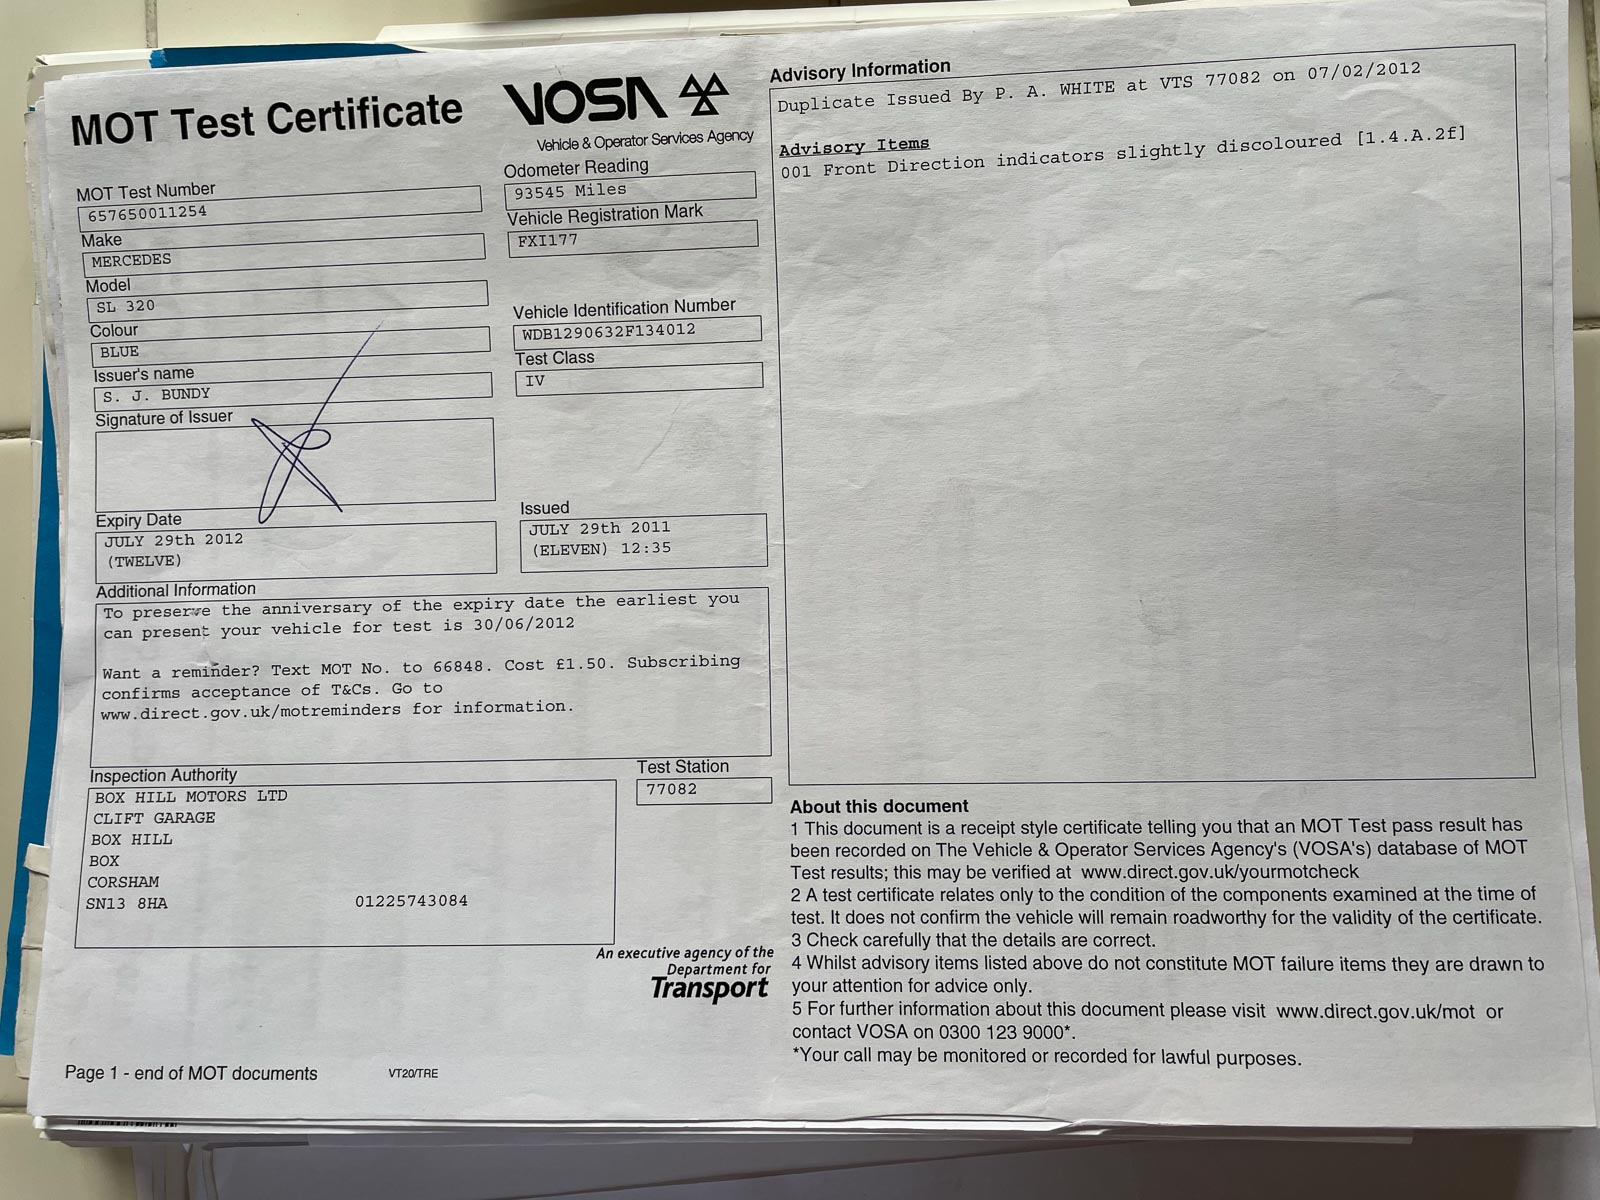 MOT Test Certificate
VOSA
Vehicle & Operator Services Agency
MOT Test Number
657650011254
Make
MERCEDES
Model
SL 320
Colour
BLUE
Issuer's name
S. J. BUNDY
Signature of Issuer
Expiry Date
JULY 29th 2012
(TWELVE)
Odometer Reading
93545 Miles
Vehicle Registration Mark
FXI177
Vehicle Identification Number
WDB1290632F134012
Test Class
IV
Issued
JULY 29th 2011
(ELEVEN) 12:35
Additional Information
To preserve the anniversary of the expiry date the earliest you
can present your vehicle for test is 30/06/2012
Want a reminder? Text MOT No. to 66848. Cost £1.50. Subscribing
confirms acceptance of T&Cs. Go to
www.direct.gov.uk/motreminders for information.
Inspection Authority
BOX HILL MOTORS LTD
CLIFT GARAGE
BOX HILL
BOX
CORSHAM
SN13 8HA 01225743084
Test Station
77082
An executive agency of the
Department for
Transport
Page 1 - end of MOT documents VT20/TRE
Advisory Information
Duplicate Issued By P. A. WHITE at VTS 77082 on 07/02/2012
Advisory Items
001 Front Direction indicators slightly discoloured [1.4.A.2f]
About this document
1 This document is a receipt style certificate telling you that an MOT Test pass result has
been recorded on The Vehicle & Operator Services Agency's (VOSA's) database of MOT
Test results; this may be verified at www.direct.gov.uk/yourmotcheck
2 A test certificate relates only to the condition of the components examined at the time of
test. It does not confirm the vehicle will remain roadworthy for the validity of the certificate.
3 Check carefully that the details are correct.
4 Whilst advisory items listed above do not constitute MOT failure items they are drawn to
your attention for advice only.
5 For further information about this document please visit www.direct.gov.uk/mot or
contact VOSA on 0300 123 9000*.
*Your call may be monitored or recorded for lawful purposes.